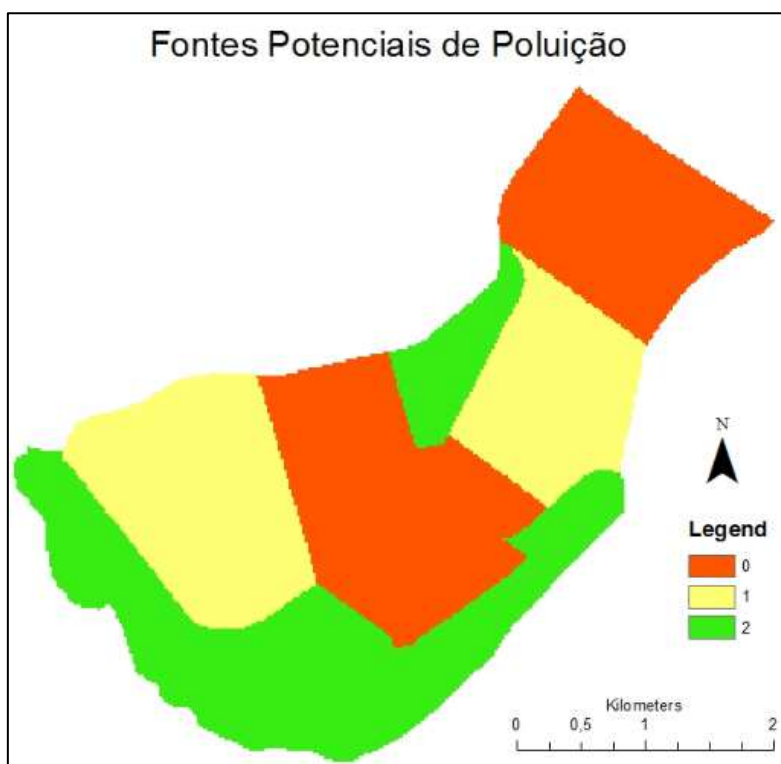 Fontes Potenciais de Poluição
N
Legend
0
1
2
Kilometers
0 0,5 1 2